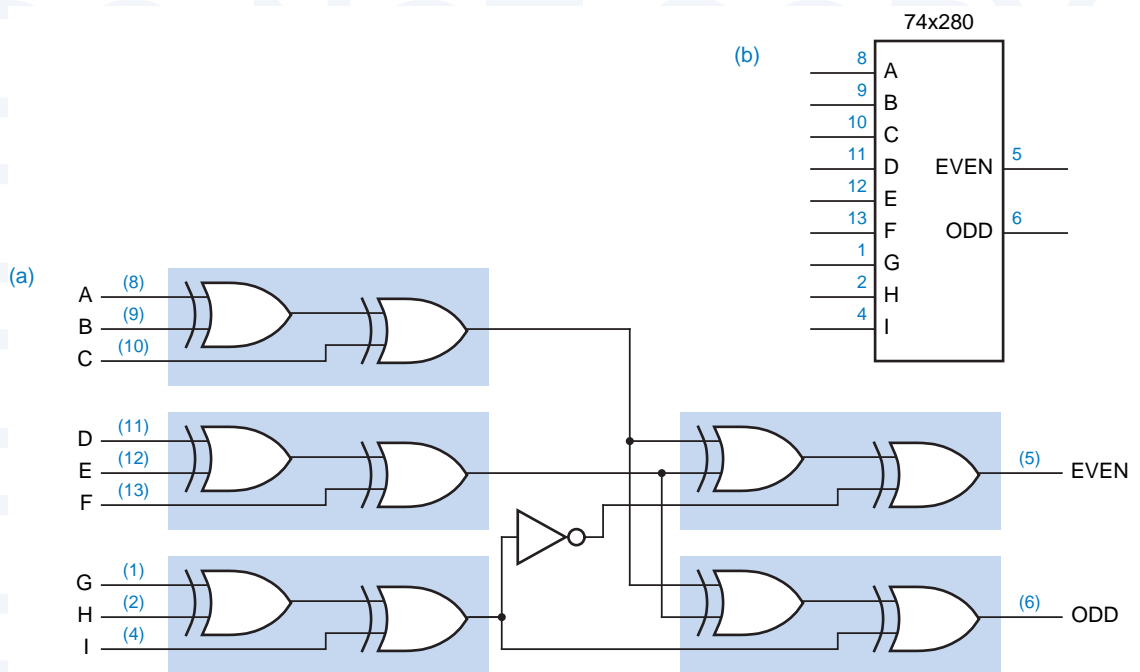 74x280
(b)
8 A
9 B
10 C
11 D
12 E
13 F
1 G
2 H
4 I
EVEN 5
ODD 6
(a)
A (8)
B (9)
C (10)
D (11)
E (12)
F (13)
G (1)
H (2)
I (4)
(5) EVEN
(6) ODD